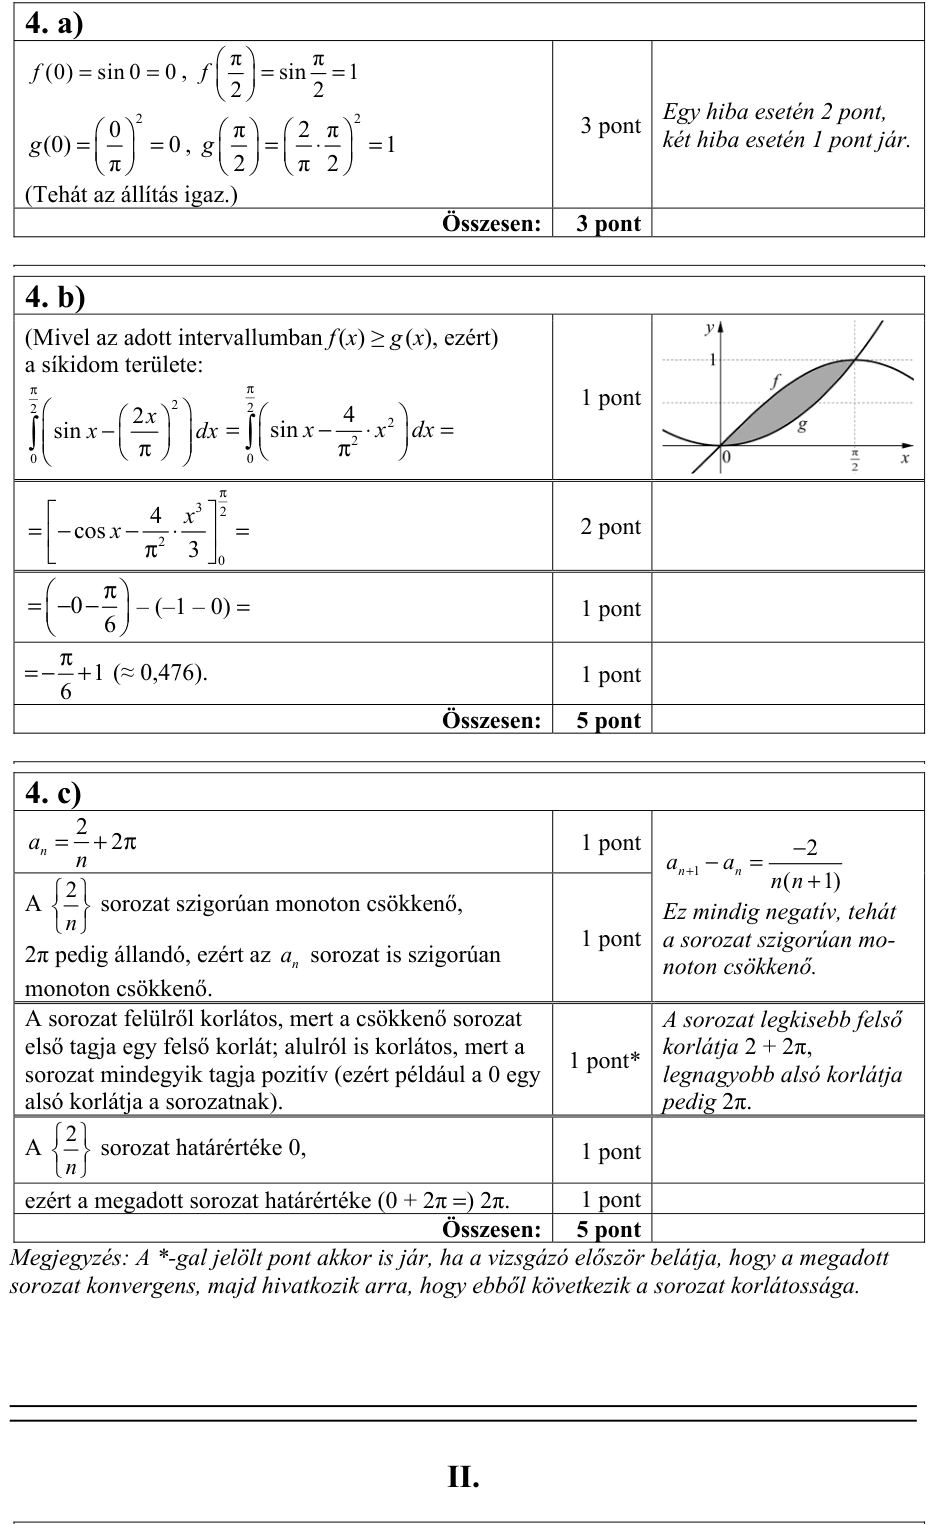 4. a)
f(0) = sin 0 = 0 , f(π/2) = sin π/2 = 1
g(0) = (0/π)² = 0 , g(π/2) = (2/π · π/2)² = 1
(Tehát az állítás igaz.)
3 pont
Egy hiba esetén 2 pont,
két hiba esetén 1 pont jár.
Összesen: 3 pont
4. b)
(Mivel az adott intervallumban f(x) ≥ g(x), ezért)
a síkidom területe:
∫₀^{π/2} (sin x − (2x/π)²) dx = ∫₀^{π/2} (sin x − 4/π² · x²) dx =
1 pont
y
1
f
g
0
π/2
x
= [−cos x − 4/π² · x³/3]₀^{π/2} =
2 pont
= (−0 − π/6) – (–1 – 0) =
1 pont
= −π/6 + 1 (≈ 0,476).
1 pont
Összesen: 5 pont
4. c)
aₙ = 2/n + 2π
1 pont
A {2/n} sorozat szigorúan monoton csökkenő,
2π pedig állandó, ezért az aₙ sorozat is szigorúan
monoton csökkenő.
1 pont
aₙ₊₁ − aₙ = −2/n(n + 1)
Ez mindig negatív, tehát
a sorozat szigorúan mo-
noton csökkenő.
A sorozat felülről korlátos, mert a csökkenő sorozat
első tagja egy felső korlát; alulról is korlátos, mert a
sorozat mindegyik tagja pozitív (ezért például a 0 egy
alsó korlátja a sorozatnak).
1 pont*
A sorozat legkisebb felső
korlátja 2 + 2π,
legnagyobb alsó korlátja
pedig 2π.
A {2/n} sorozat határértéke 0,
1 pont
ezért a megadott sorozat határértéke (0 + 2π =) 2π.
1 pont
Összesen: 5 pont
Megjegyzés: A *-gal jelölt pont akkor is jár, ha a vizsgázó először belátja, hogy a megadott
sorozat konvergens, majd hivatkozik arra, hogy ebből következik a sorozat korlátossága.
II.